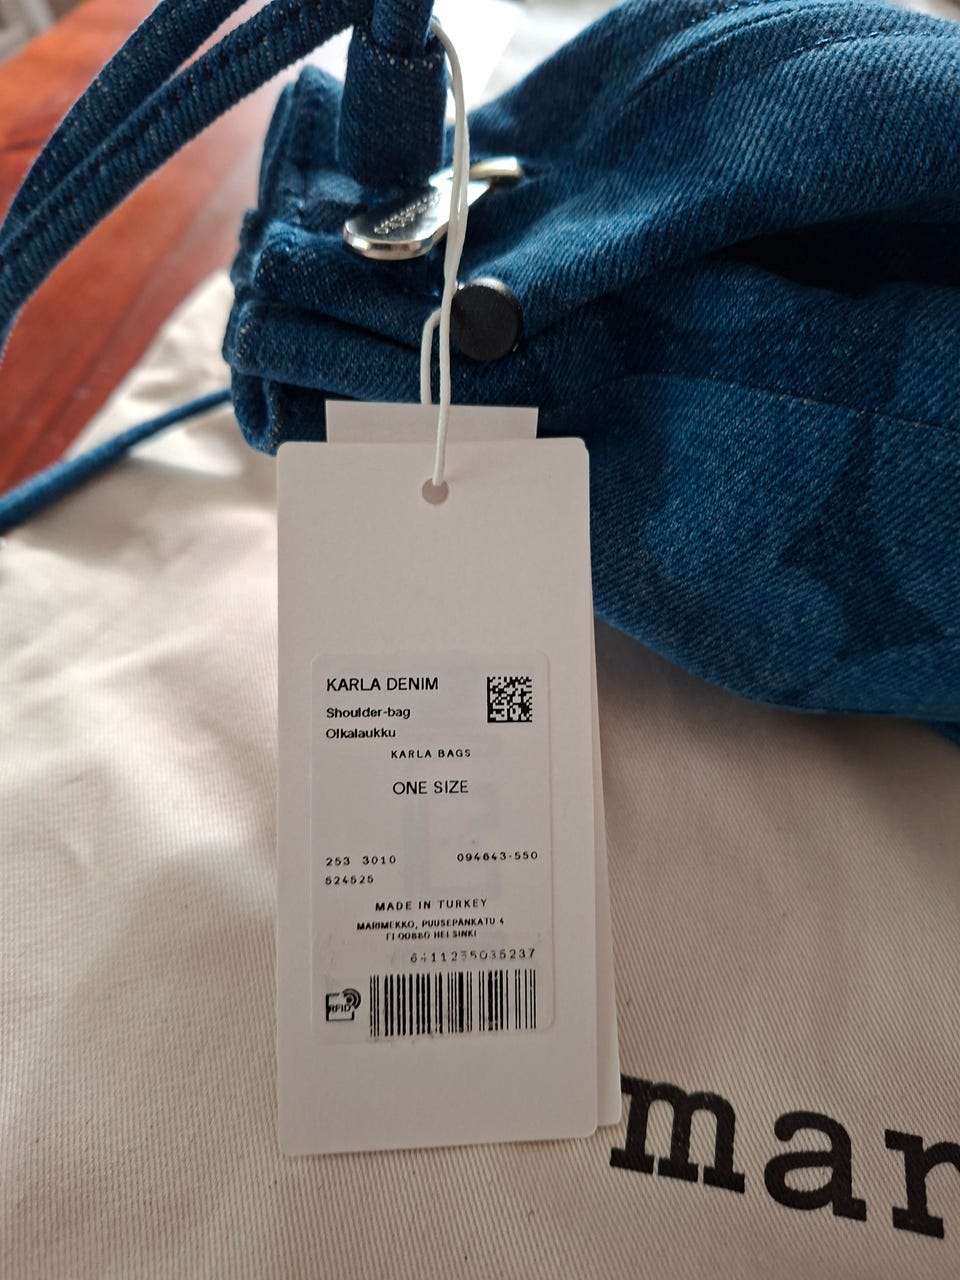 KARLA DENIM
Shoulder-bag
Olkalaukku
KARLA BAGS
ONE SIZE
253 3010 094643-550
524525
MADE IN TURKEY
MARIMEKKO, PUUSEPÄNKATU 4
FI-00880 HELSINKI
6411255035237
RFID
mar